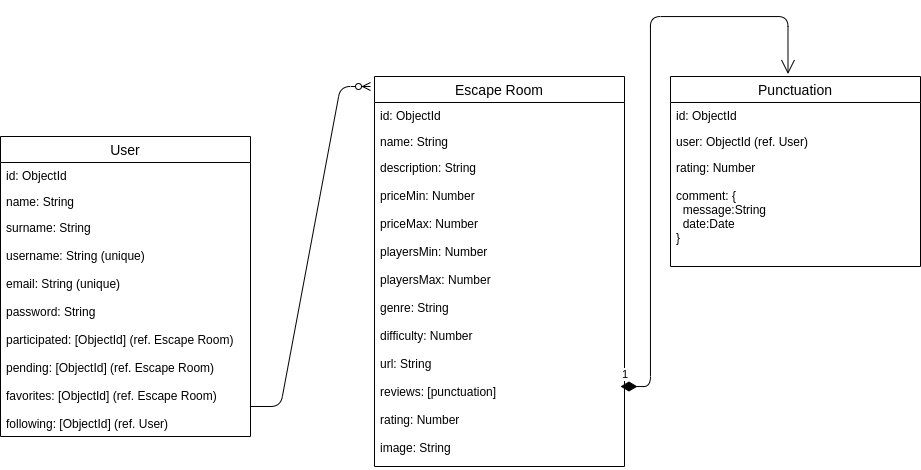 User
id: ObjectId
name: String
surname: String
username: String (unique)
email: String (unique)
password: String
participated: [ObjectId] (ref. Escape Room)
pending: [ObjectId] (ref. Escape Room)
favorites: [ObjectId] (ref. Escape Room)
following: [ObjectId] (ref. User)
Escape Room
id: ObjectId
name: String
description: String
priceMin: Number
priceMax: Number
playersMin: Number
playersMax: Number
genre: String
difficulty: Number
url: String
reviews: [punctuation]
rating: Number
image: String
1
Punctuation
id: ObjectId
user: ObjectId (ref. User)
rating: Number
comment: {
message:String
date:Date
}